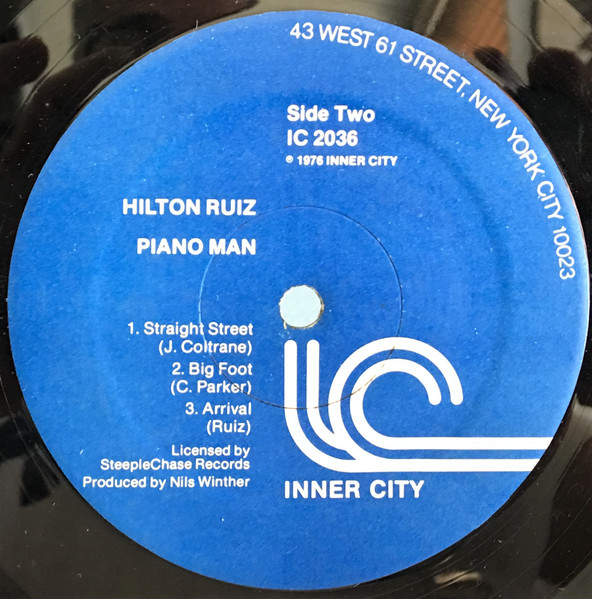 43 WEST 61 STREET, NEW YORK CITY 10023
Side Two
IC 2036
℗ 1976 INNER CITY
HILTON RUIZ
PIANO MAN
1. Straight Street
(J. Coltrane)
2. Big Foot
(C. Parker)
3. Arrival
(Ruiz)
Licensed by
SteepleChase Records
Produced by Nils Winther
IC
INNER CITY